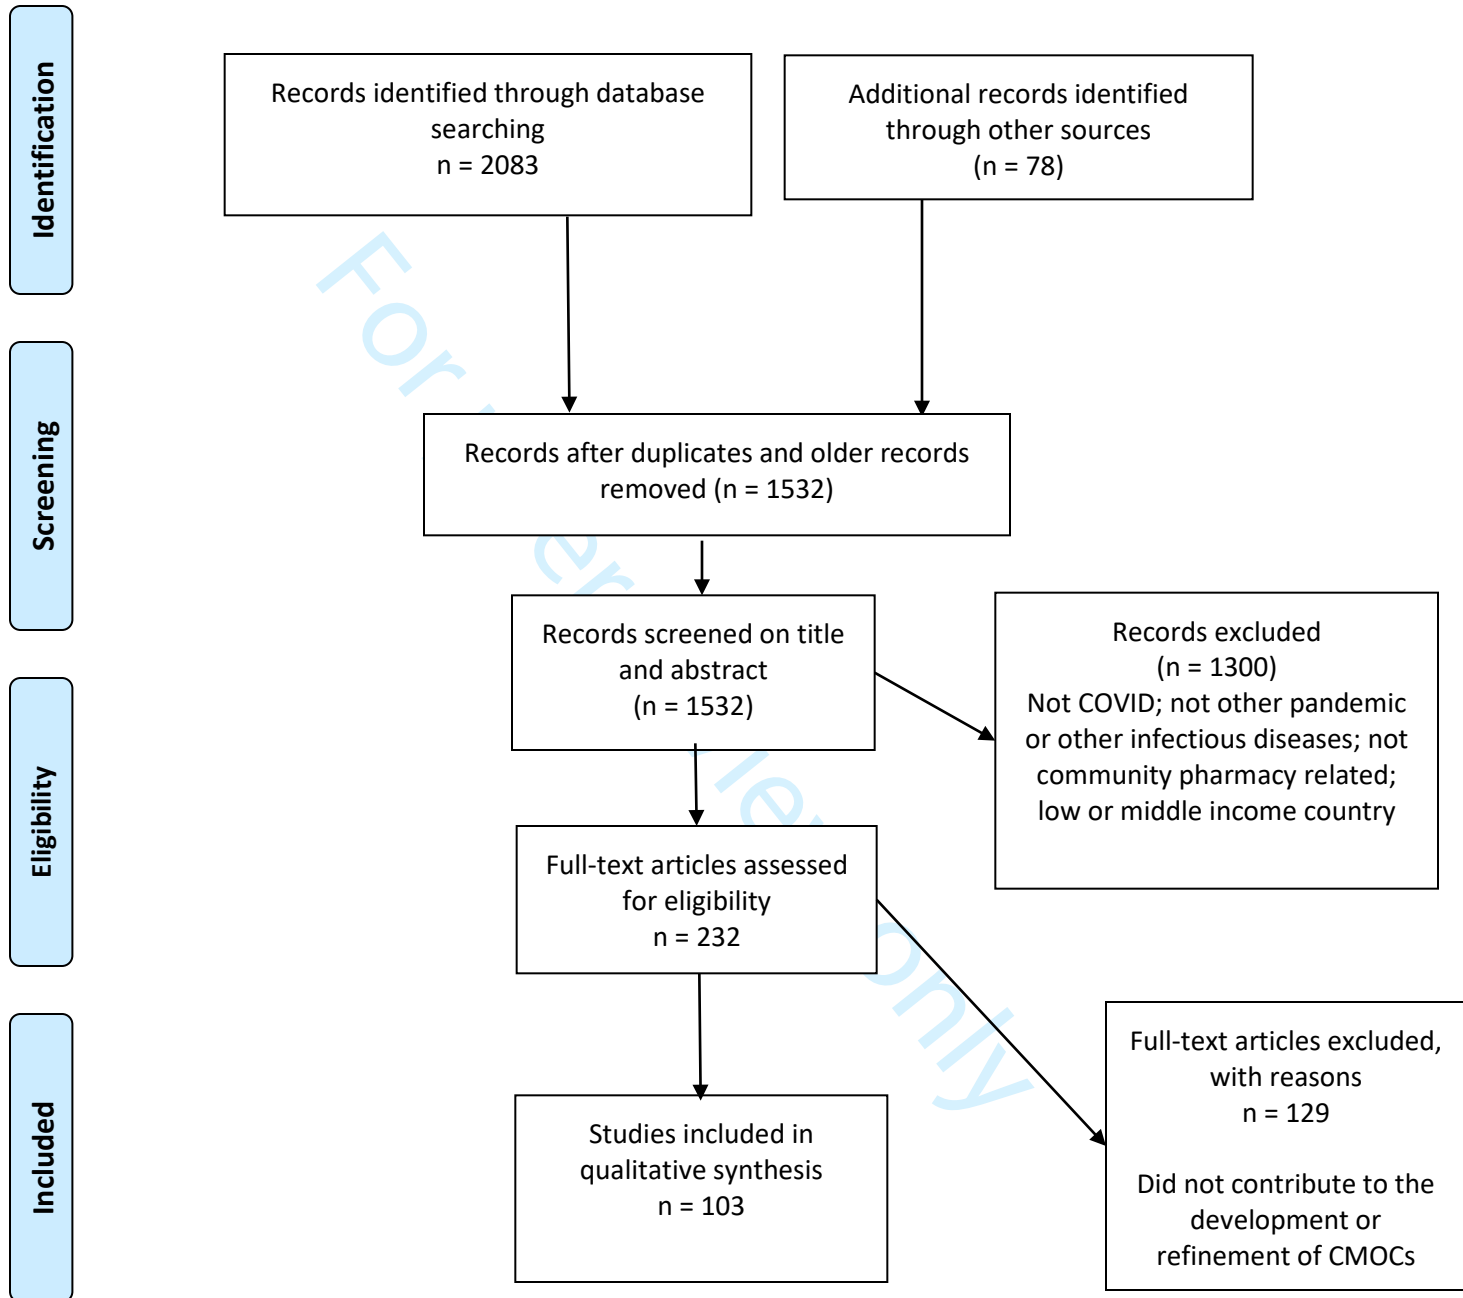 Identification
Records identified through database
searching
n = 2083
Additional records identified
through other sources
(n = 78)
Screening
Records after duplicates and older records
removed (n = 1532)
Records screened on title
and abstract
(n = 1532)
Records excluded
(n = 1300)
Not COVID; not other pandemic
or other infectious diseases; not
community pharmacy related;
low or middle income country
Eligibility
Full-text articles assessed
for eligibility
n = 232
Full-text articles excluded,
with reasons
n = 129
Did not contribute to the
development or
refinement of CMOCs
Included
Studies included in
qualitative synthesis
n = 103
For
only